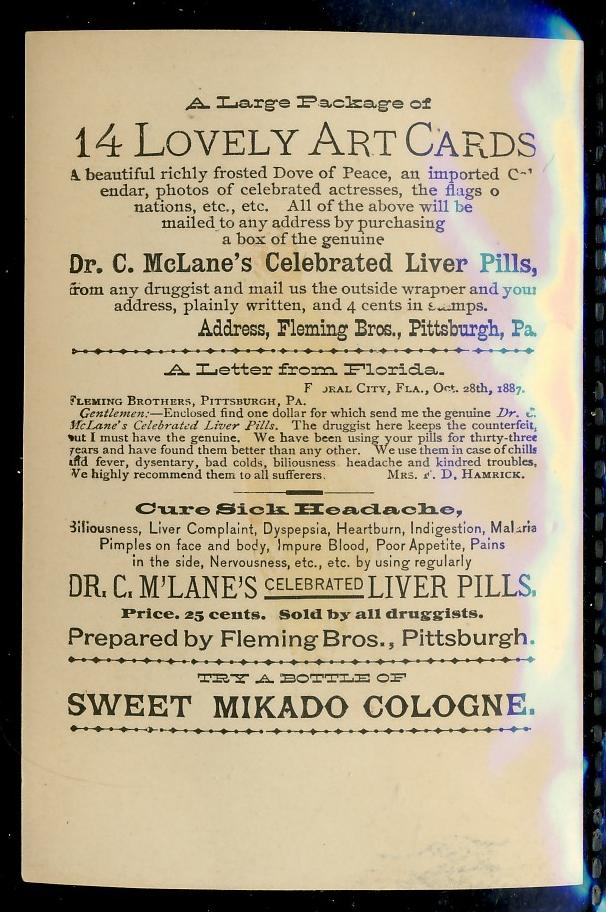 A Large Package of
14 LOVELY ART CARDS
A beautiful richly frosted Dove of Peace, an imported
endar, photos of celebrated actresses, the flags o
nations, etc., etc. All of the above will be
mailed to any address by purchasing
a box of the genuine
Dr. C. McLane's Celebrated Liver Pills,
from any druggist and mail us the outside wrapper and your
address, plainly written, and 4 cents in stamps.
Address, Fleming Bros., Pittsburgh, Pa.
A Letter from Florida.
CITY, FLA., Oct. 28th, 1887.
FLEMING BROTHERS, PITTSBURGH, PA.
Gentlemen:—Enclosed find one dollar for which send me the genuine Dr. C.
McLane's Celebrated Liver Pills. The druggist here keeps the counterfeit,
but I must have the genuine. We have been using your pills for thirty-three
years and have found them better than any other. We use them in case of chills
and fever, dysentary, bad colds, biliousness headache and kindred troubles,
We highly recommend them to all sufferers. MRS. F. D. HAMRICK.
Cure Sick Headache,
Biliousness, Liver Complaint, Dyspepsia, Heartburn, Indigestion, Malaria
Pimples on face and body, Impure Blood, Poor Appetite, Pains
in the side, Nervousness, etc., etc. by using regularly
DR. C. M'LANE'S CELEBRATED LIVER PILLS.
Price. 25 cents. Sold by all druggists.
Prepared by Fleming Bros., Pittsburgh.
TRY A BOTTLE OF
SWEET MIKADO COLOGNE.